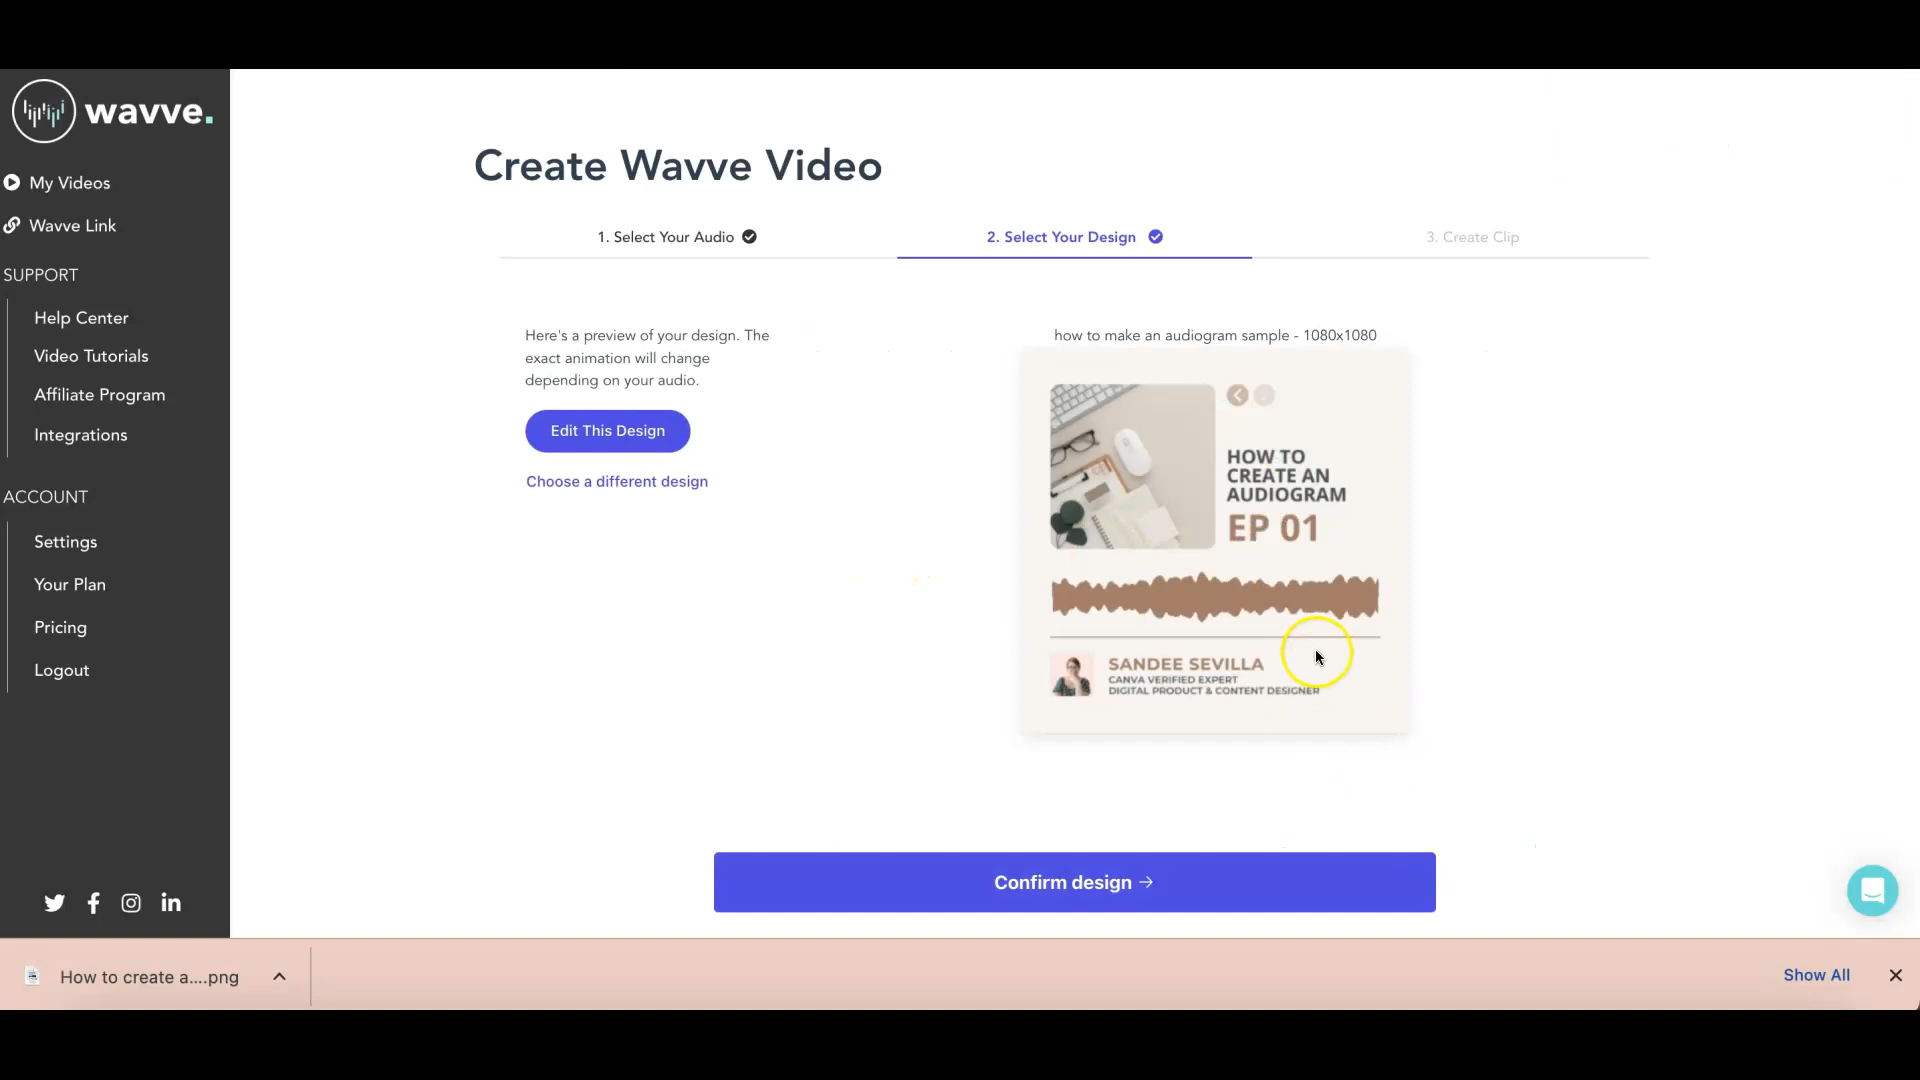 wavve.
My Videos
Wavve Link
SUPPORT
Help Center
Video Tutorials
Affiliate Program
Integrations
ACCOUNT
Settings
Your Plan
Pricing
Logout
Create Wavve Video
1. Select Your Audio
2. Select Your Design
3. Create Clip
Here's a preview of your design. The
exact animation will change
depending on your audio.
Edit This Design
Choose a different design
how to make an audiogram sample - 1080x1080
HOW TO
CREATE AN
AUDIOGRAM
EP 01
SANDEE SEVILLA
CANVA VERIFIED EXPERT
DIGITAL PRODUCT & CONTENT DESIGNER
Confirm design →
How to create a....png
Show All